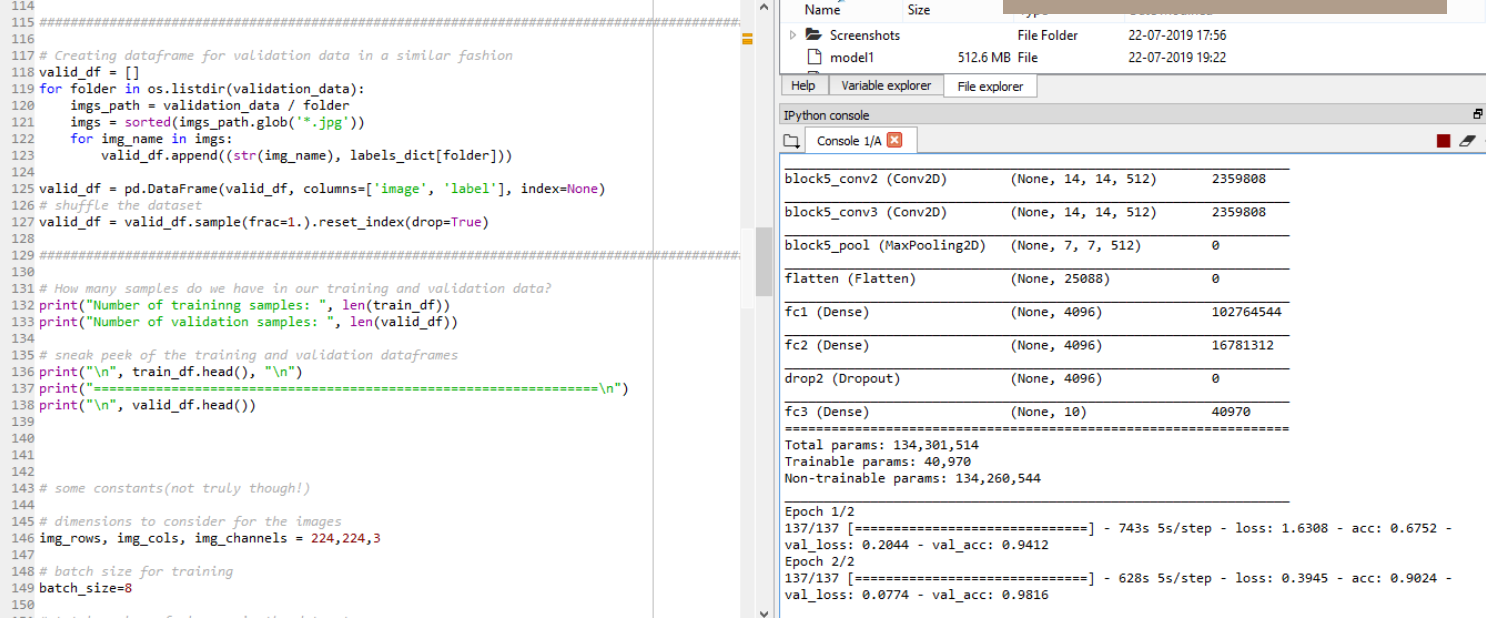 114
115 ####################################################################################################
116
117 # Creating dataframe for validation data in a similar fashion
118 valid_df = []
119 for folder in os.listdir(validation_data):
120     imgs_path = validation_data / folder
121     imgs = sorted(imgs_path.glob('*.jpg'))
122     for img_name in imgs:
123         valid_df.append((str(img_name), labels_dict[folder]))
124
125 valid_df = pd.DataFrame(valid_df, columns=['image', 'label'], index=None)
126 # shuffle the dataset
127 valid_df = valid_df.sample(frac=1.).reset_index(drop=True)
128
129 ####################################################################################################
130
131 # How many samples do we have in our training and validation data?
132 print("Number of traininng samples: ", len(train_df))
133 print("Number of validation samples: ", len(valid_df))
134
135 # sneak peek of the training and validation dataframes
136 print("\n", train_df.head(), "\n")
137 print("=================================================================\n")
138 print("\n", valid_df.head())
139
140
141
142
143 # some constants(not truly though!)
144
145 # dimensions to consider for the images
146 img_rows, img_cols, img_channels = 224,224,3
147
148 # batch size for training
149 batch_size=8
150
Name Size
Screenshots File Folder 22-07-2019 17:56
model1 512.6 MB File 22-07-2019 19:22
Help Variable explorer File explorer
IPython console
Console 1/A
block5_conv2 (Conv2D) (None, 14, 14, 512) 2359808
block5_conv3 (Conv2D) (None, 14, 14, 512) 2359808
block5_pool (MaxPooling2D) (None, 7, 7, 512) 0
flatten (Flatten) (None, 25088) 0
fc1 (Dense) (None, 4096) 102764544
fc2 (Dense) (None, 4096) 16781312
drop2 (Dropout) (None, 4096) 0
fc3 (Dense) (None, 10) 40970
=================================================================
Total params: 134,301,514
Trainable params: 40,970
Non-trainable params: 134,260,544
Epoch 1/2
137/137 [==============================] - 743s 5s/step - loss: 1.6308 - acc: 0.6752 -
val_loss: 0.2044 - val_acc: 0.9412
Epoch 2/2
137/137 [==============================] - 628s 5s/step - loss: 0.3945 - acc: 0.9024 -
val_loss: 0.0774 - val_acc: 0.9816